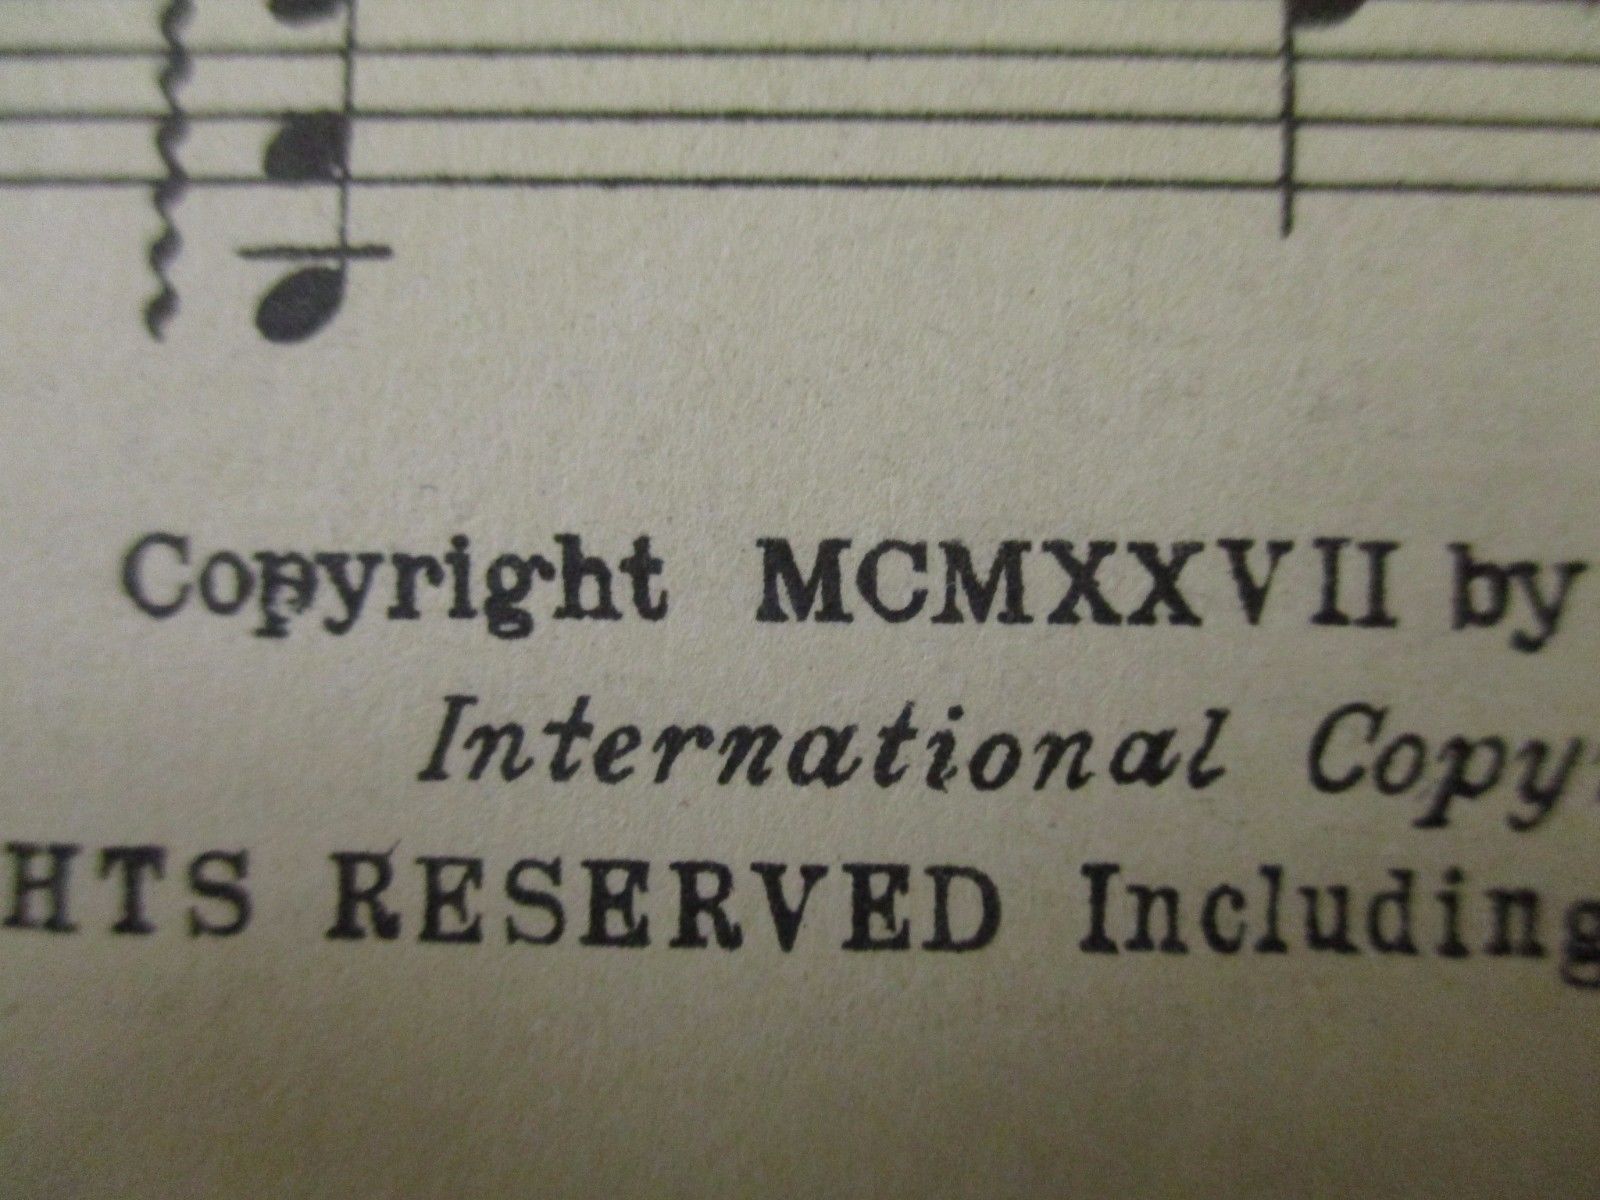 Copyright MCMXXVII by
International Copy
HTS RESERVED Including